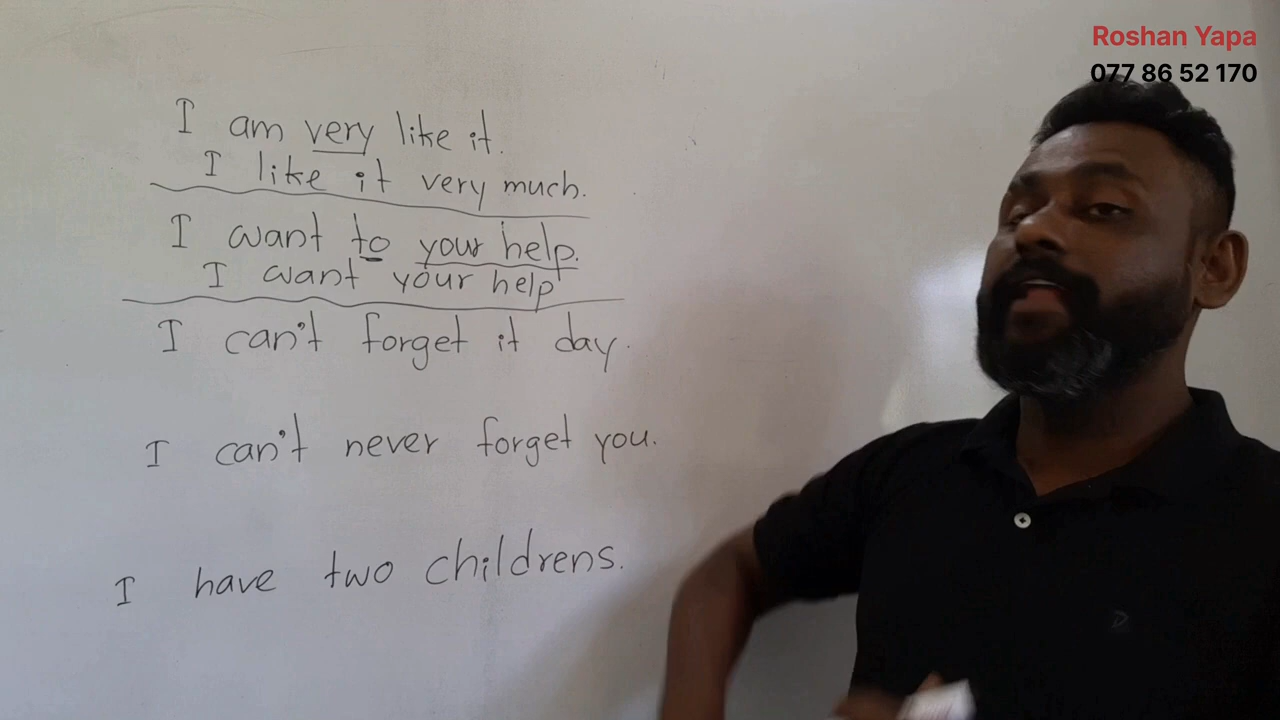 Roshan Yapa
077 86 52 170
I am very like it.
I like it very much.
I want to your help.
I want your help
I can't forget it day.
I can't never forget you.
I have two childrens.